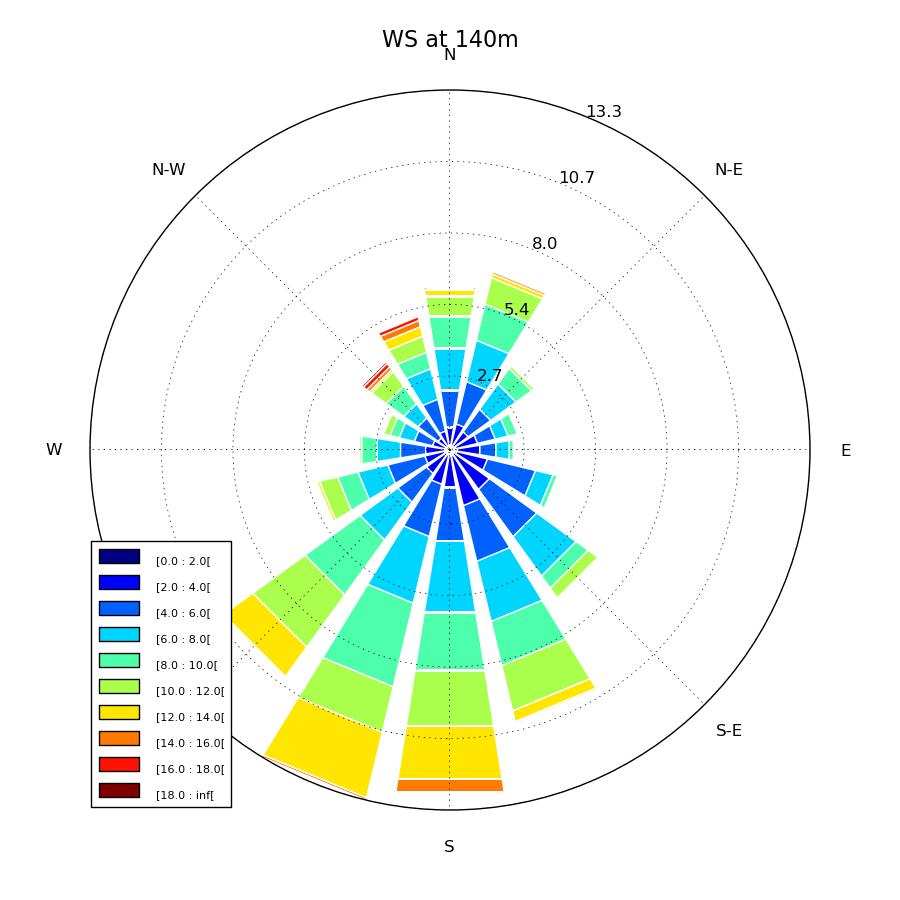 WS at 140m
N
13.3
N-W
N-E
10.7
8.0
5.4
2.7
W
E
[0.0 : 2.0[
[2.0 : 4.0[
[4.0 : 6.0[
[6.0 : 8.0[
[8.0 : 10.0[
[10.0 : 12.0[
[12.0 : 14.0[
[14.0 : 16.0[
[16.0 : 18.0[
[18.0 : inf[
S-E
S